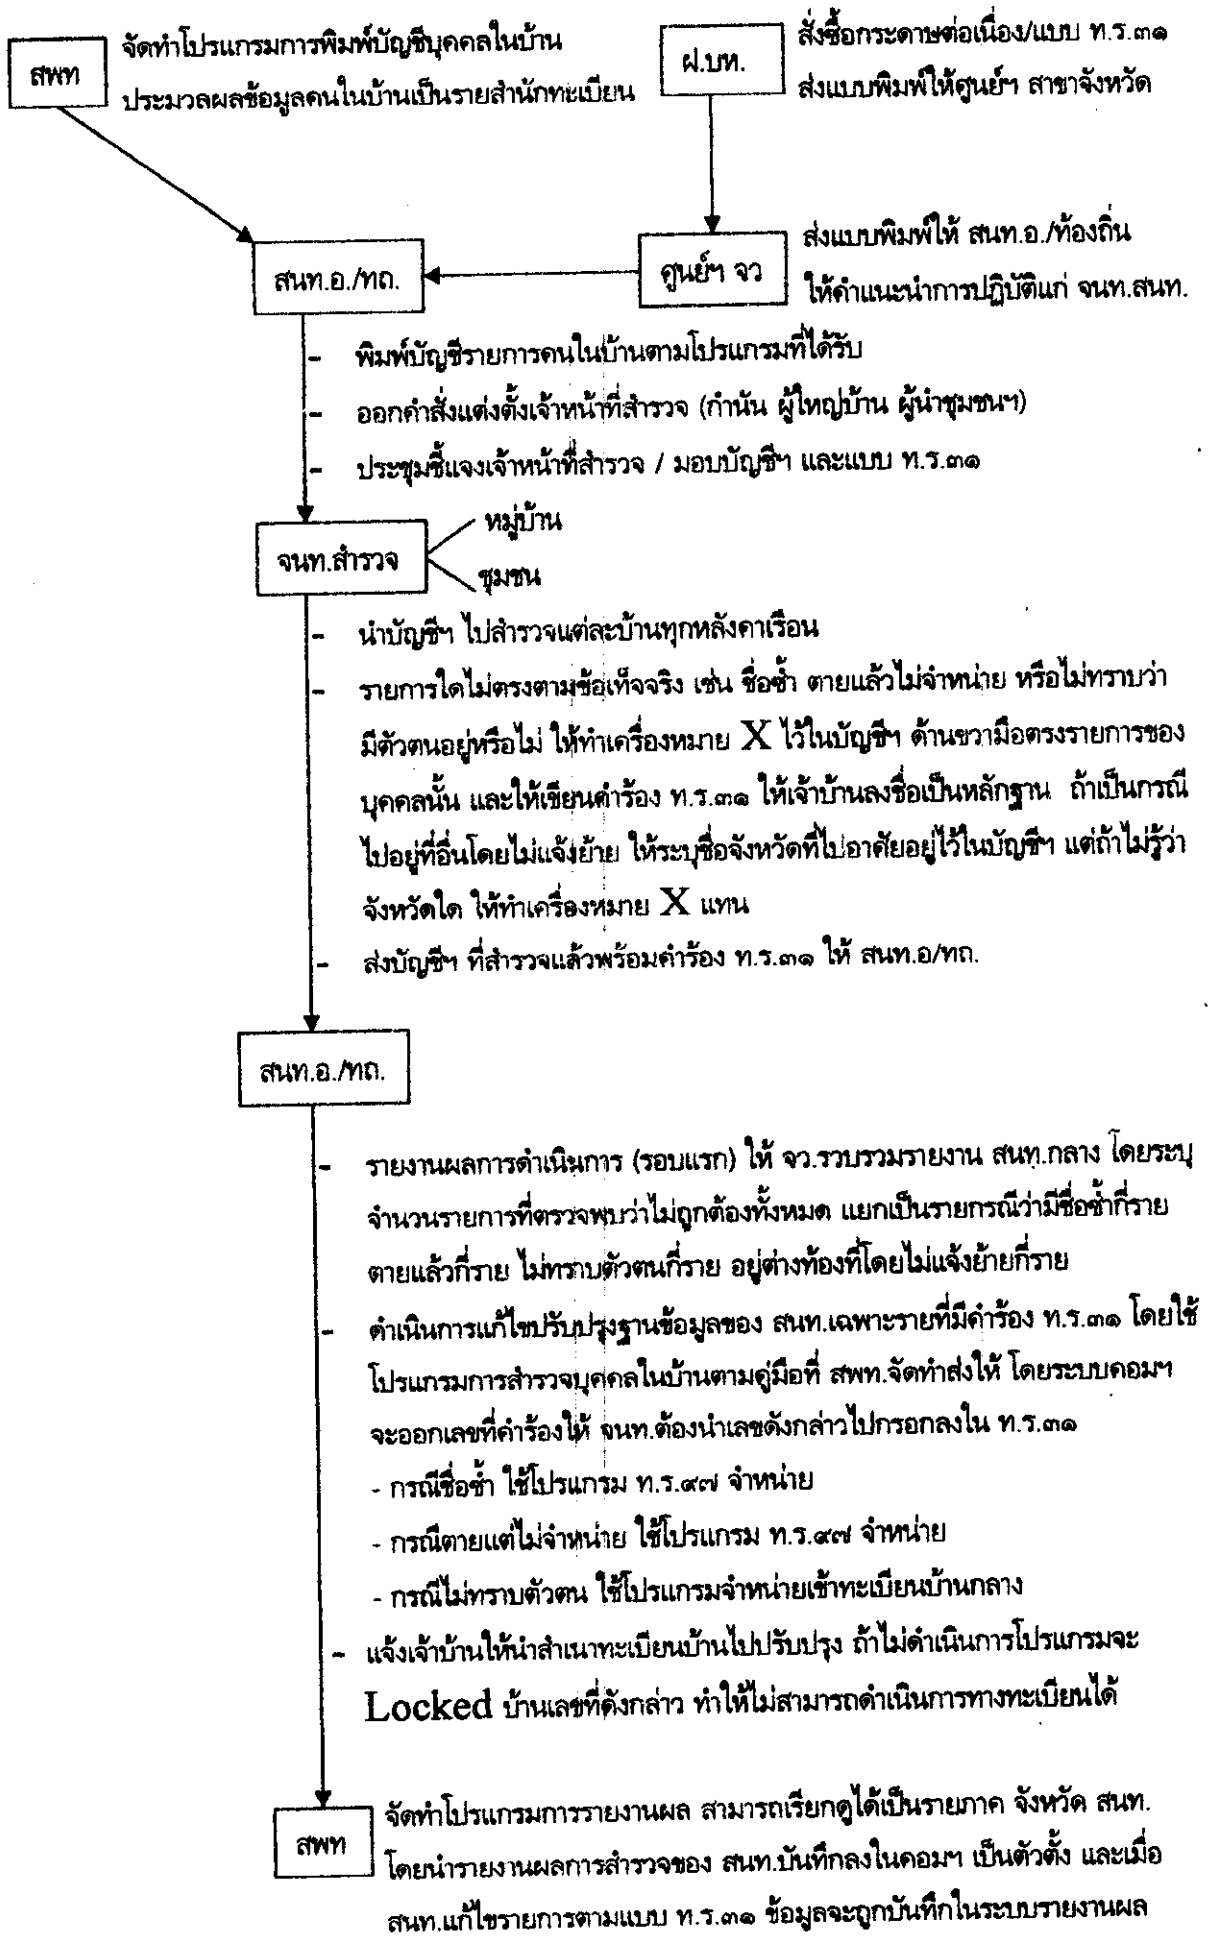 สพท
จัดทำโปรแกรมการพิมพ์บัญชีบุคคลในบ้าน
ประมวลผลข้อมูลคนในบ้านเป็นรายสำนักทะเบียน
ฝ.บท.
สั่งซื้อกระดาษต่อเนื่อง/แบบ ท.ร.๓๑
ส่งแบบพิมพ์ให้ศูนย์ฯ สาขาจังหวัด
สนท.อ./ทถ.
ศูนย์ฯ จว
ส่งแบบพิมพ์ให้ สนท.อ./ท้องถิ่น
ให้คำแนะนำการปฏิบัติแก่ จนท.สนท.
- พิมพ์บัญชีรายการคนในบ้านตามโปรแกรมที่ได้รับ
- ออกคำสั่งแต่งตั้งเจ้าหน้าที่สำรวจ (กำนัน ผู้ใหญ่บ้าน ผู้นำชุมชนฯ)
- ประชุมชี้แจงเจ้าหน้าที่สำรวจ / มอบบัญชีฯ และแบบ ท.ร.๓๑
จนท.สำรวจ
หมู่บ้าน
ชุมชน
- นำบัญชีฯ ไปสำรวจแต่ละบ้านทุกหลังคาเรือน
- รายการใดไม่ตรงตามข้อเท็จจริง เช่น ชื่อซ้ำ ตายแล้วไม่จำหน่าย หรือไม่ทราบว่า
มีตัวตนอยู่หรือไม่ ให้ทำเครื่องหมาย X ไว้ในบัญชีฯ ด้านขวามือตรงรายการของ
บุคคลนั้น และให้เขียนคำร้อง ท.ร.๓๑ ให้เจ้าบ้านลงชื่อเป็นหลักฐาน ถ้าเป็นกรณี
ไปอยู่ที่อื่นโดยไม่แจ้งย้าย ให้ระบุชื่อจังหวัดที่ไปอาศัยอยู่ไว้ในบัญชีฯ แต่ถ้าไม่รู้ว่า
จังหวัดใด ให้ทำเครื่องหมาย X แทน
- ส่งบัญชีฯ ที่สำรวจแล้วพร้อมคำร้อง ท.ร.๓๑ ให้ สนท.อ/ทถ.
สนท.อ./ทถ.
- รายงานผลการดำเนินการ (รอบแรก) ให้ จว.รวบรวมรายงาน สนท.กลาง โดยระบุ
จำนวนรายการที่ตรวจพบว่าไม่ถูกต้องทั้งหมด แยกเป็นรายกรณีว่ามีชื่อซ้ำกี่ราย
ตายแล้วกี่ราย ไม่ทราบตัวตนกี่ราย อยู่ต่างท้องที่โดยไม่แจ้งย้ายกี่ราย
- ดำเนินการแก้ไขปรับปรุงฐานข้อมูลของ สนท.เฉพาะรายที่มีคำร้อง ท.ร.๓๑ โดยใช้
โปรแกรมการสำรวจบุคคลในบ้านตามคู่มือที่ สพท.จัดทำส่งให้ โดยระบบคอมฯ
จะออกเลขที่คำร้องให้ จนท.ต้องนำเลขดังกล่าวไปกรอกลงใน ท.ร.๓๑
- กรณีชื่อซ้ำ ใช้โปรแกรม ท.ร.๙๗ จำหน่าย
- กรณีตายแต่ไม่จำหน่าย ใช้โปรแกรม ท.ร.๙๗ จำหน่าย
- กรณีไม่ทราบตัวตน ใช้โปรแกรมจำหน่ายเข้าทะเบียนบ้านกลาง
- แจ้งเจ้าบ้านให้นำสำเนาทะเบียนบ้านไปปรับปรุง ถ้าไม่ดำเนินการโปรแกรมจะ
Locked บ้านเลขที่ดังกล่าว ทำให้ไม่สามารถดำเนินการทางทะเบียนได้
สพท
จัดทำโปรแกรมการรายงานผล สามารถเรียกดูได้เป็นรายภาค จังหวัด สนท.
โดยนำรายงานผลการสำรวจของ สนท.บันทึกลงในคอมฯ เป็นตัวตั้ง และเมื่อ
สนท.แก้ไขรายการตามแบบ ท.ร.๓๑ ข้อมูลจะถูกบันทึกในระบบรายงานผล